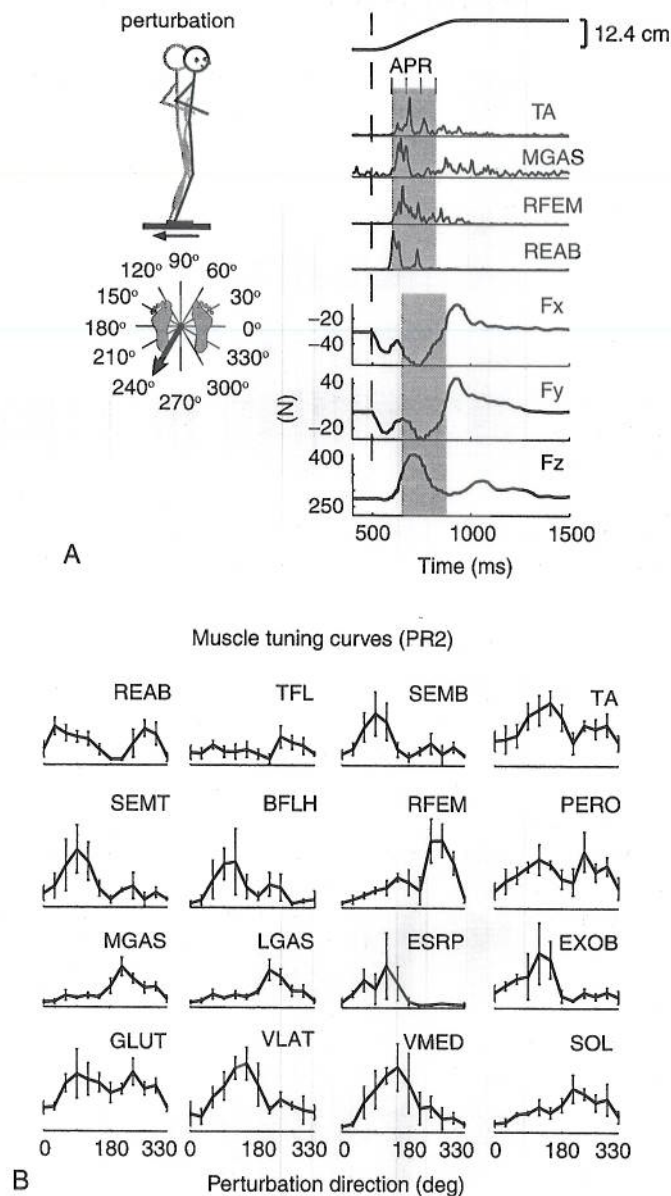 perturbation
90°
120°
60°
150°
30°
180°
0°
210°
330°
240°
300°
270°
12.4 cm
APR
TA
MGAS
RFEM
REAB
Fx
-20
-40
Fy
40
-20
(N)
Fz
400
250
500 1000 1500
Time (ms)
A
Muscle tuning curves (PR2)
REAB TFL SEMB TA
SEMT BFLH RFEM PERO
MGAS LGAS ESRP EXOB
GLUT VLAT VMED SOL
0 180 330 0 180 330 0 180 330 0 180 330
Perturbation direction (deg)
B